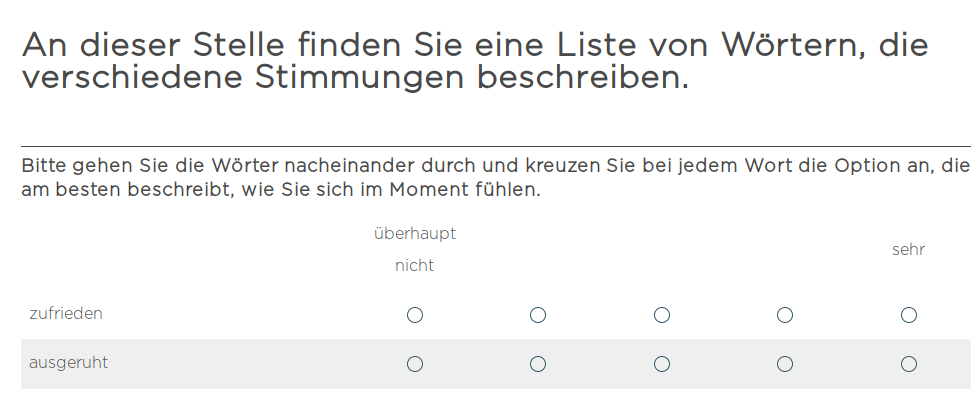 An dieser Stelle finden Sie eine Liste von Wörtern, die
verschiedene Stimmungen beschreiben.
Bitte gehen Sie die Wörter nacheinander durch und kreuzen Sie bei jedem Wort die Option an, die
am besten beschreibt, wie Sie sich im Moment fühlen.
überhaupt
nicht
sehr
zufrieden
ausgeruht